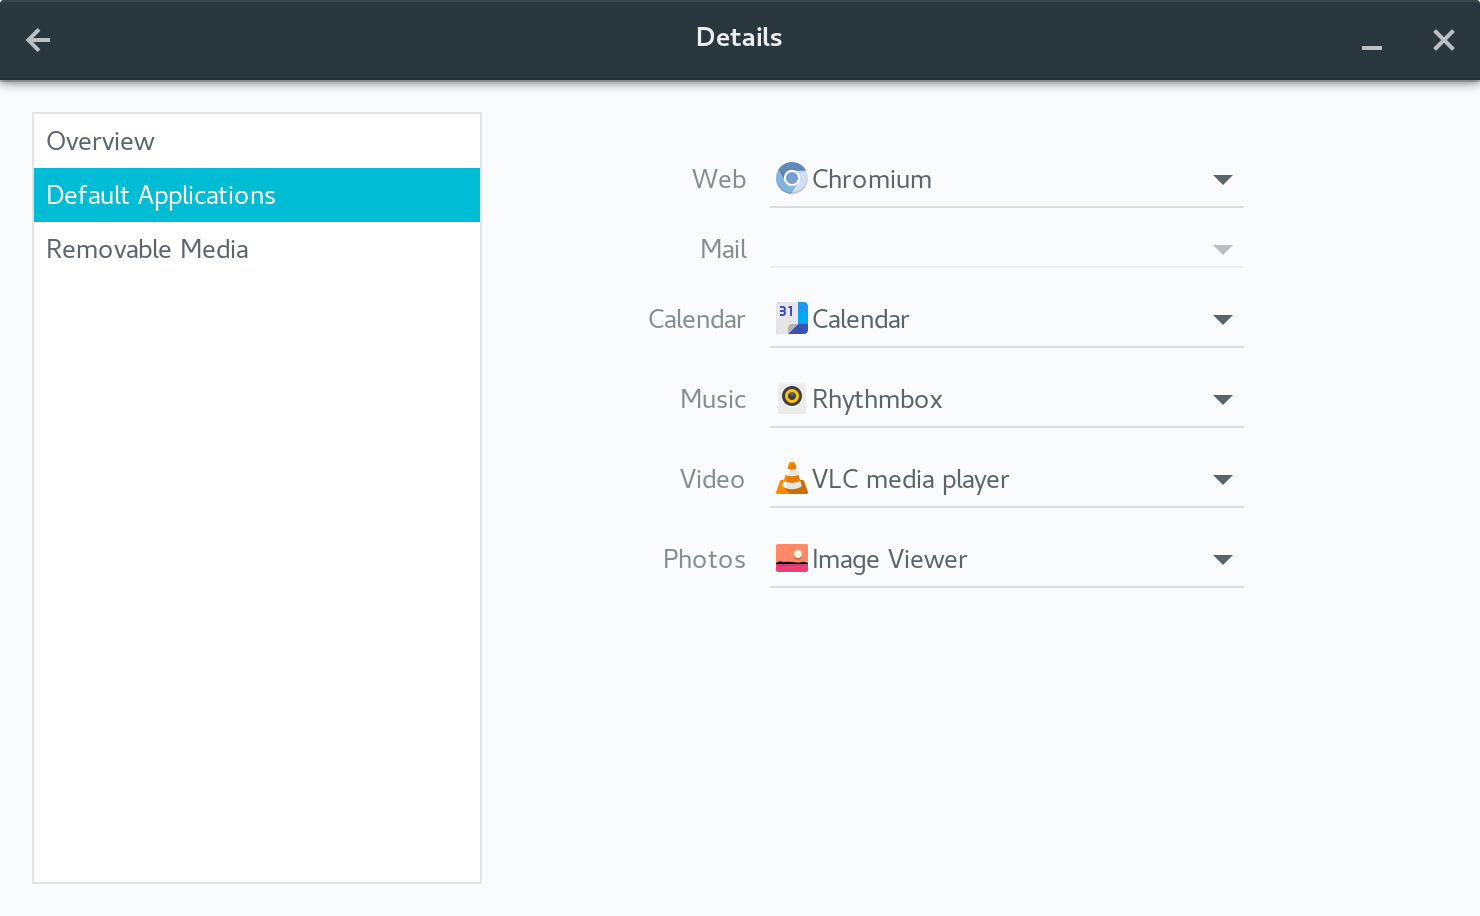 Details
Overview
Default Applications
Removable Media
Web Chromium
Mail
Calendar 31 Calendar
Music Rhythmbox
Video VLC media player
Photos Image Viewer